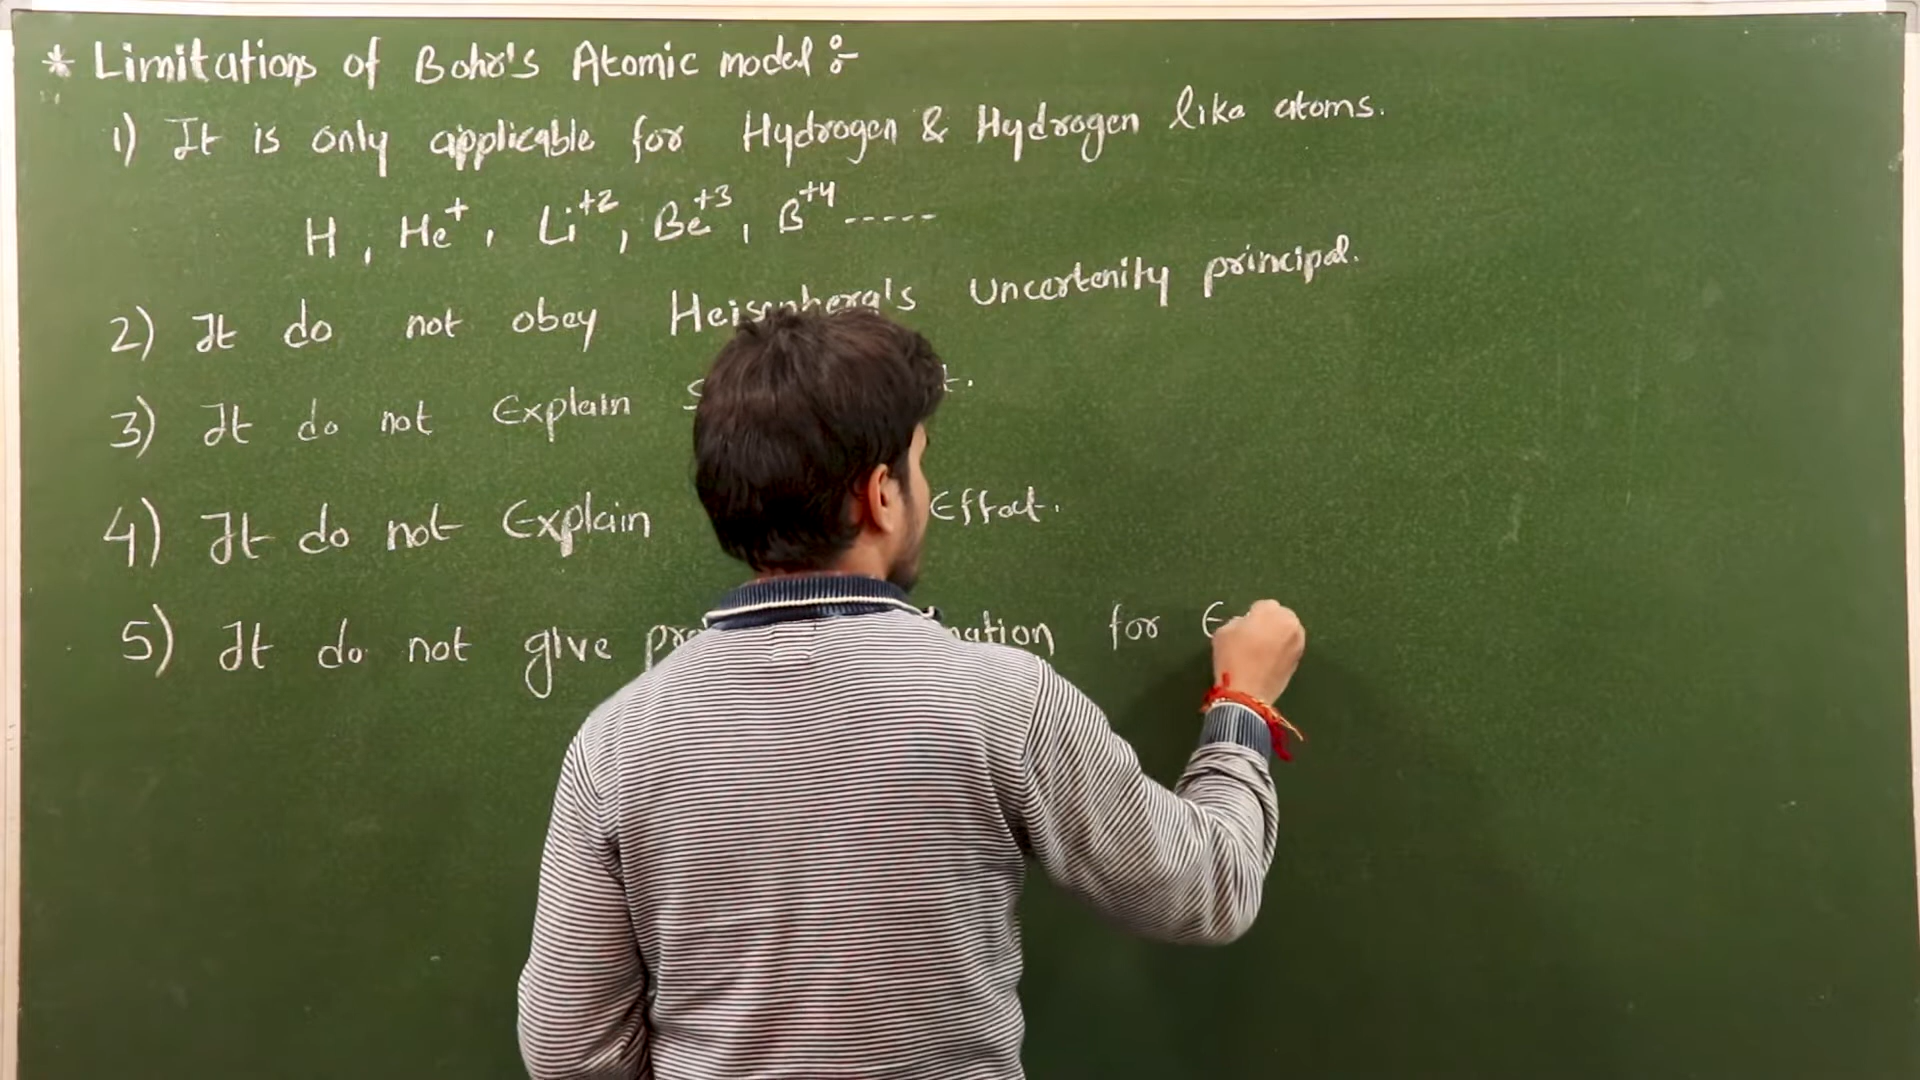 * Limitations of Bohr's Atomic model :-
1) It is only applicable for Hydrogen & Hydrogen like atoms.
H, He⁺, Li⁺², Be⁺³, B⁺⁴ -----
2) It do not obey Heisenberg's Uncertenity principal.
3) It do not Explain
4) It do not Explain Effect.
5) It do not give for